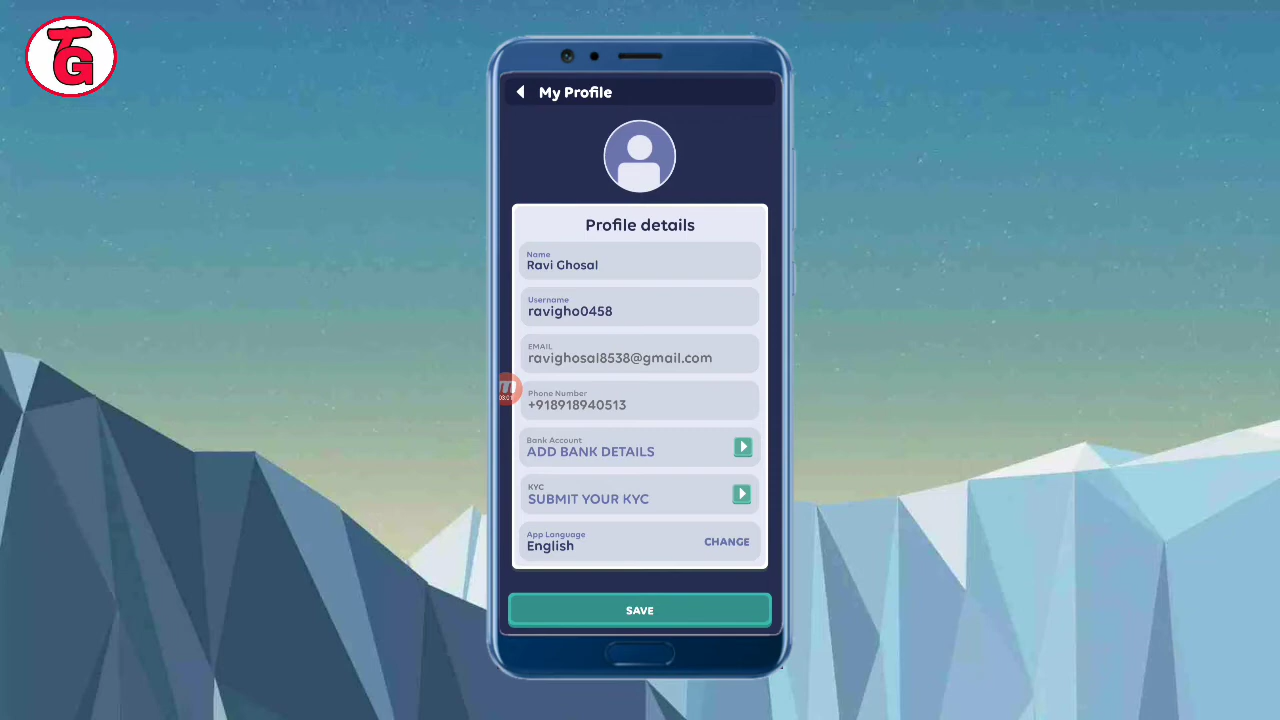 TG
My Profile
Profile details
Name
Ravi Ghosal
Username
ravigho0458
EMAIL
ravighosal8538@gmail.com
Phone Number
+918918940513
Bank Account
ADD BANK DETAILS
KYC
SUBMIT YOUR KYC
App Language
English
CHANGE
SAVE